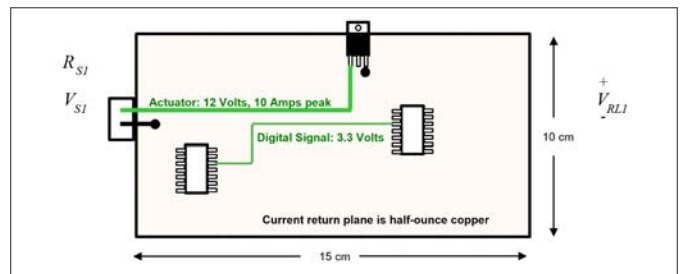 R_S1
V_S1
Actuator: 12 Volts, 10 Amps peak
Digital Signal: 3.3 Volts
Current return plane is half-ounce copper
15 cm
10 cm
+
V_RL1
-